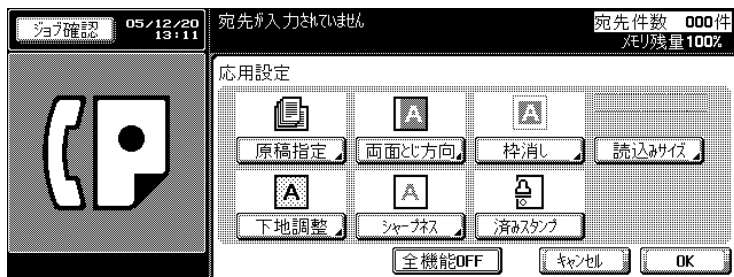 ジョブ確認
05/12/20
13:11
宛先が入力されていません
宛先件数 000件
メモリ残量100%
応用設定
原稿指定
両面とじ方向
枠消し
読込みサイズ
下地調整
シャープネス
済みスタンプ
全機能OFF
キャンセル
OK